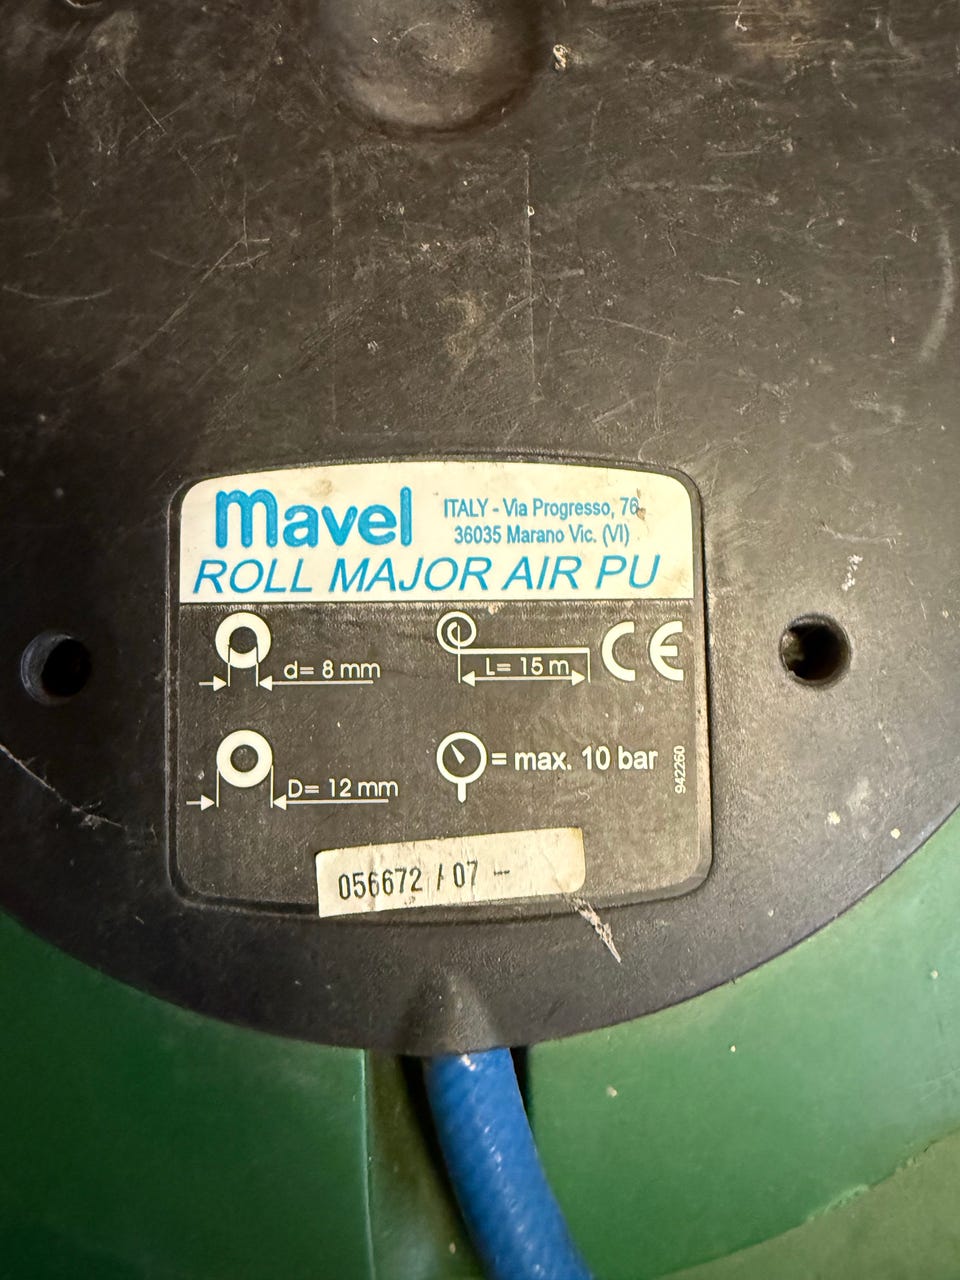 mavel
ITALY - Via Progresso, 76
36035 Marano Vic. (VI)
ROLL MAJOR AIR PU
d= 8 mm
L= 15 m
CE
D= 12 mm
= max. 10 bar
942260
056672 / 07 -